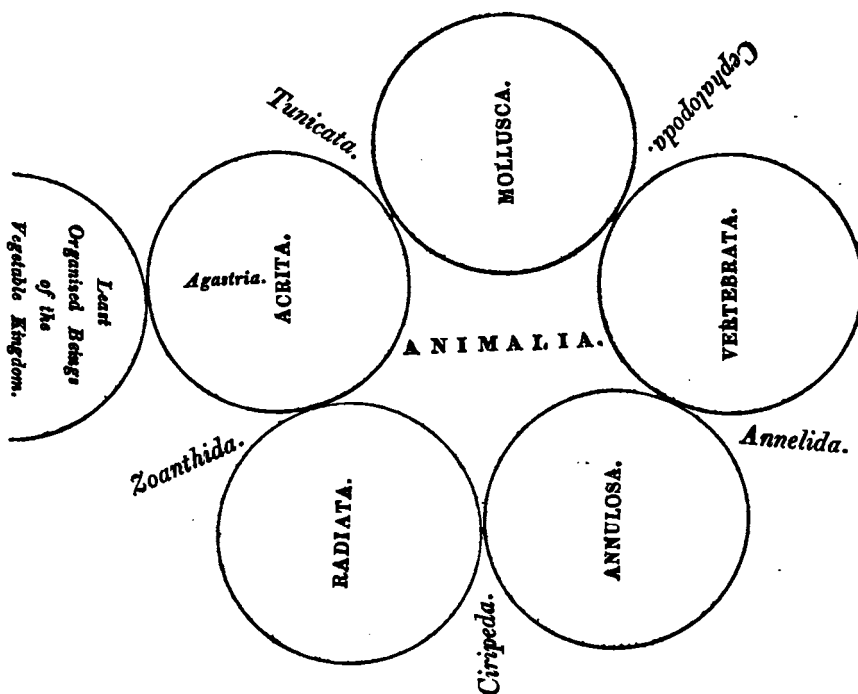 Cephalopoda.
Tunicata.
MOLLUSCA.
VERTEBRATA.
ACRITA.
Agastria.
Least
Organised Beings
of the
Vegetable Kingdom.
ANIMALIA.
Annelida.
Zoanthida.
RADIATA.
ANNULOSA.
Ciripeda.